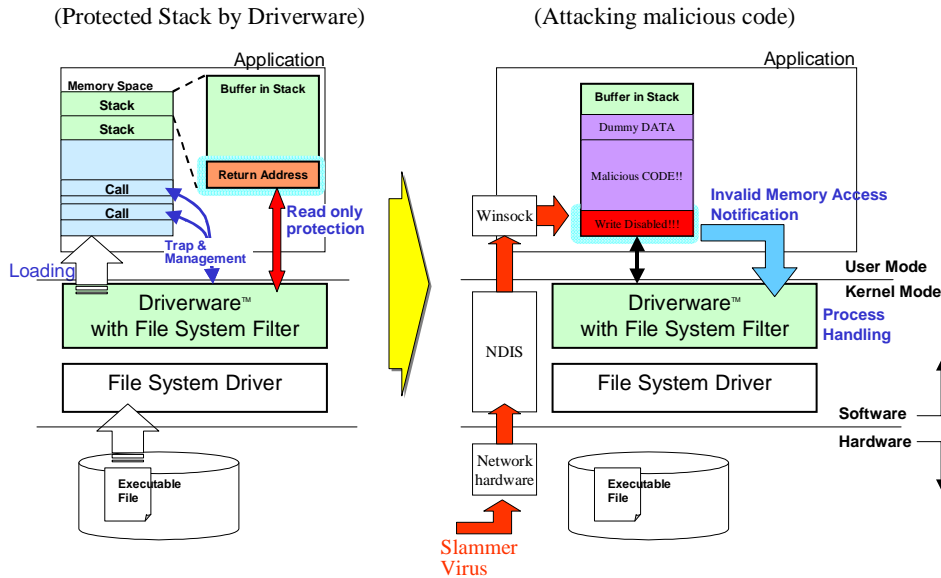 (Protected Stack by Driverware)
Application
Memory Space
Stack
Stack
Call
Call
Buffer in Stack
Return Address
Read only
protection
Trap &
Management
Loading
Driverware™
with File System Filter
File System Driver
Executable
File
(Attacking malicious code)
Application
Buffer in Stack
Dummy DATA
Malicious CODE!!
Write Disabled!!!
Winsock
Invalid Memory Access
Notification
User Mode
Kernel Mode
Driverware™
with File System Filter
Process
Handling
NDIS
File System Driver
Software
Hardware
Network
hardware
Executable
File
Slammer
Virus